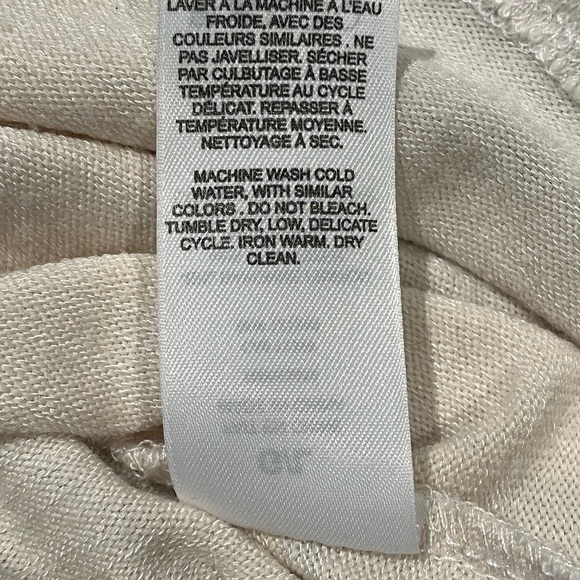 LAVER À LA MACHINE À L'EAU
FROIDE, AVEC DES
COULEURS SIMILAIRES . NE
PAS JAVELLISER. SÉCHER
PAR CULBUTAGE À BASSE
TEMPÉRATURE AU CYCLE
DÉLICAT. REPASSER À
TEMPÉRATURE MOYENNE.
NETTOYAGE À SEC.
MACHINE WASH COLD
WATER, WITH SIMILAR
COLORS . DO NOT BLEACH,
TUMBLE DRY, LOW, DELICATE
CYCLE. IRON WARM. DRY
CLEAN.